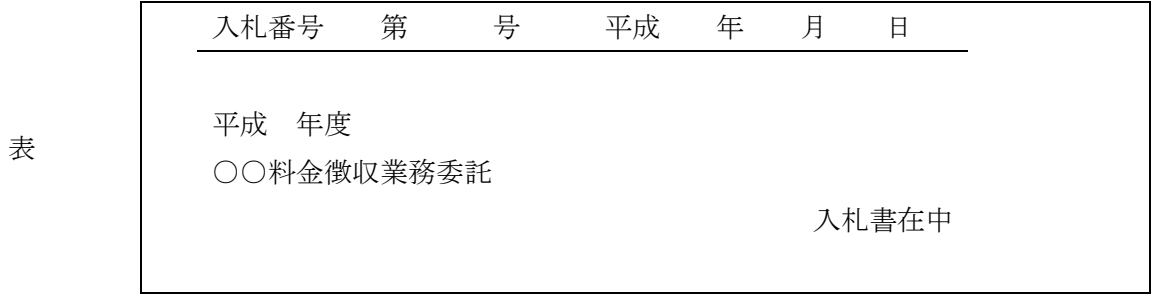 入札番号　　第　　　号　　　平成　　年　　月　　日
平成　年度
表
○○料金徴収業務委託
入札書在中